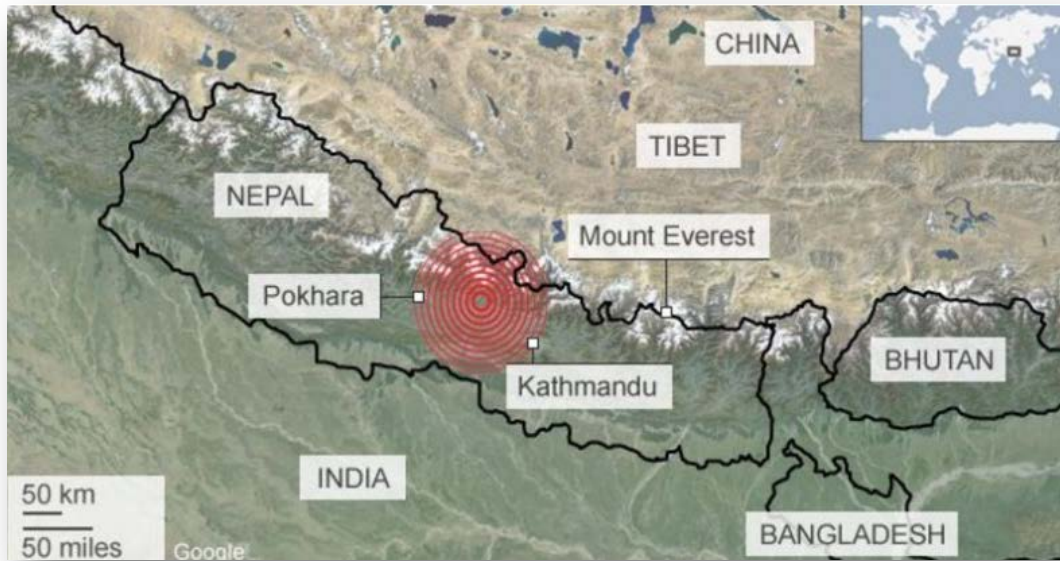 CHINA
TIBET
NEPAL
Mount Everest
Pokhara
BHUTAN
Kathmandu
INDIA
50 km
50 miles
Google
BANGLADESH